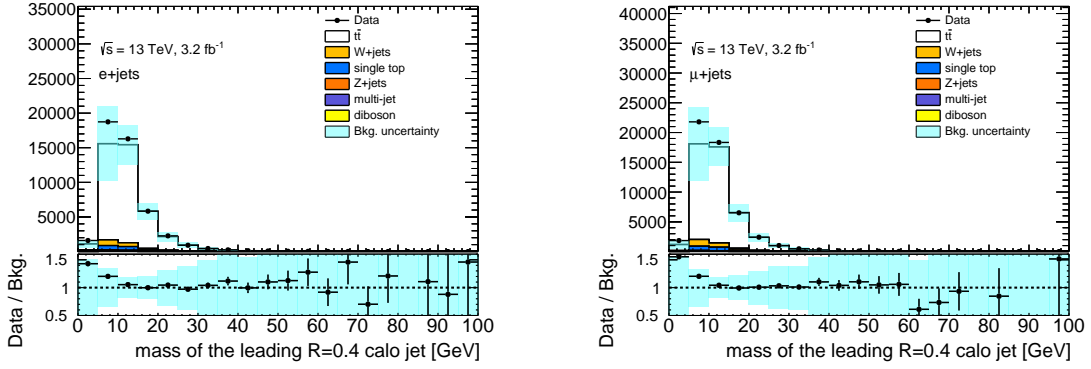 35000
30000
25000
20000
15000
10000
5000
√s = 13 TeV, 3.2 fb⁻¹
e+jets
Data
tt̄
W+jets
single top
Z+jets
multi-jet
diboson
Bkg. uncertainty
Data / Bkg.
1.5
1
0.5
0 10 20 30 40 50 60 70 80 90 100
mass of the leading R=0.4 calo jet [GeV]
40000
35000
30000
25000
20000
15000
10000
5000
√s = 13 TeV, 3.2 fb⁻¹
μ+jets
Data
tt̄
W+jets
single top
Z+jets
multi-jet
diboson
Bkg. uncertainty
Data / Bkg.
1.5
1
0.5
0 10 20 30 40 50 60 70 80 90 100
mass of the leading R=0.4 calo jet [GeV]